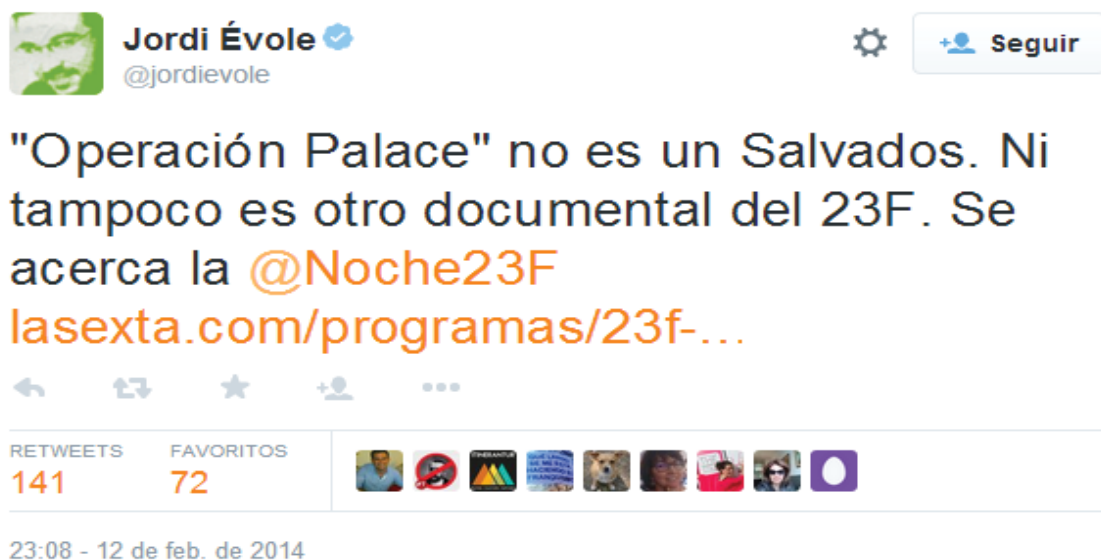 Jordi Évole
@jordievole
Seguir
"Operación Palace" no es un Salvados. Ni
tampoco es otro documental del 23F. Se
acerca la @Noche23F
lasexta.com/programas/23f-...
RETWEETS FAVORITOS
141 72
23:08 - 12 de feb. de 2014